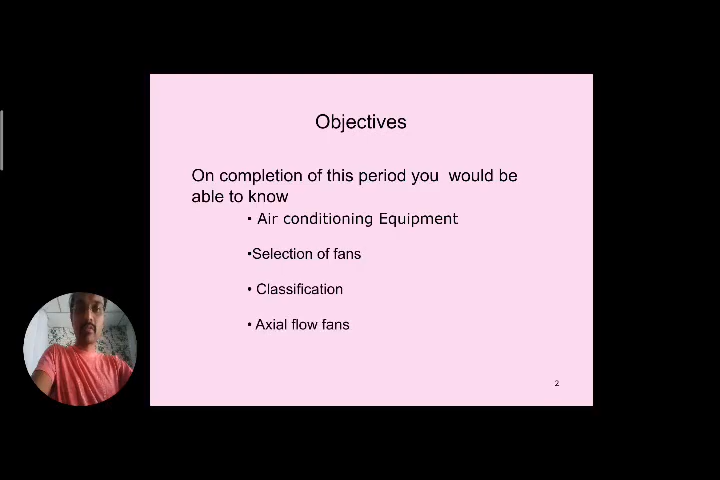 Objectives
On completion of this period you  would be
able to know
• Air conditioning Equipment
•Selection of fans
• Classification
• Axial flow fans
2